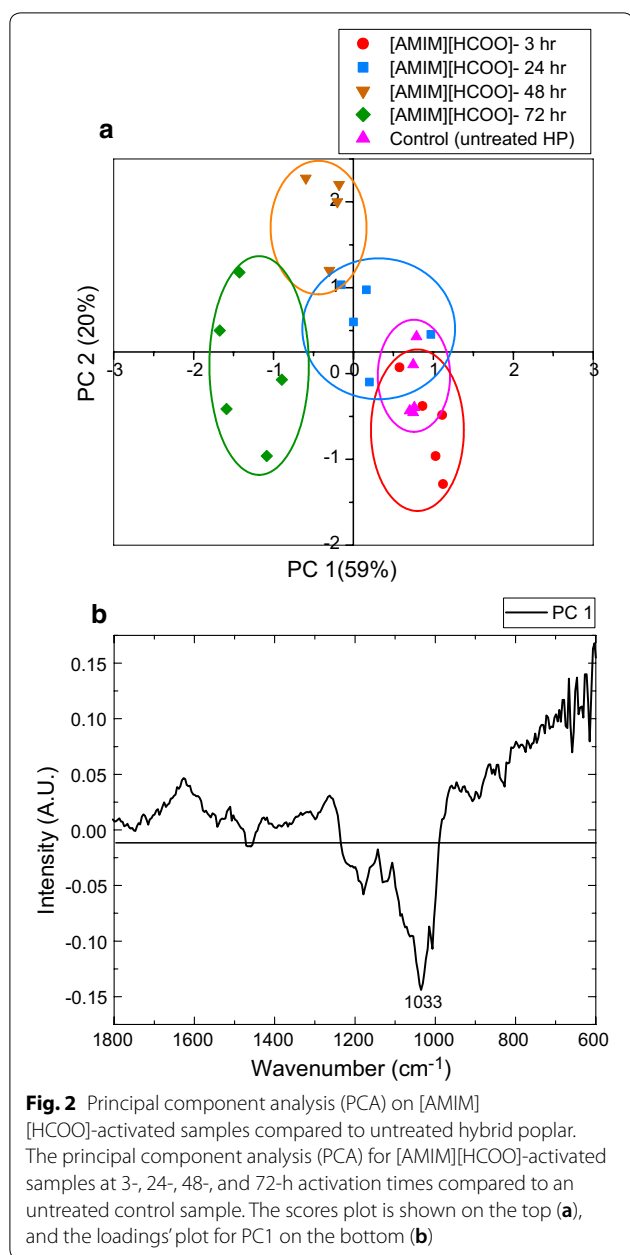 [AMIM][HCOO]- 3 hr
[AMIM][HCOO]- 24 hr
[AMIM][HCOO]- 48 hr
[AMIM][HCOO]- 72 hr
Control (untreated HP)
a
2
1
0
-1
-2
-3 -2 -1 0 1 2 3
PC 2 (20%)
PC 1(59%)
b
PC 1
0.15
0.10
0.05
0.00
-0.05
-0.10
-0.15
Intensity (A.U.)
1033
1800 1600 1400 1200 1000 800 600
Wavenumber (cm-1)
Fig. 2 Principal component analysis (PCA) on [AMIM]
[HCOO]-activated samples compared to untreated hybrid poplar.
The principal component analysis (PCA) for [AMIM][HCOO]-activated
samples at 3-, 24-, 48-, and 72-h activation times compared to an
untreated control sample. The scores plot is shown on the top (a),
and the loadings' plot for PC1 on the bottom (b)